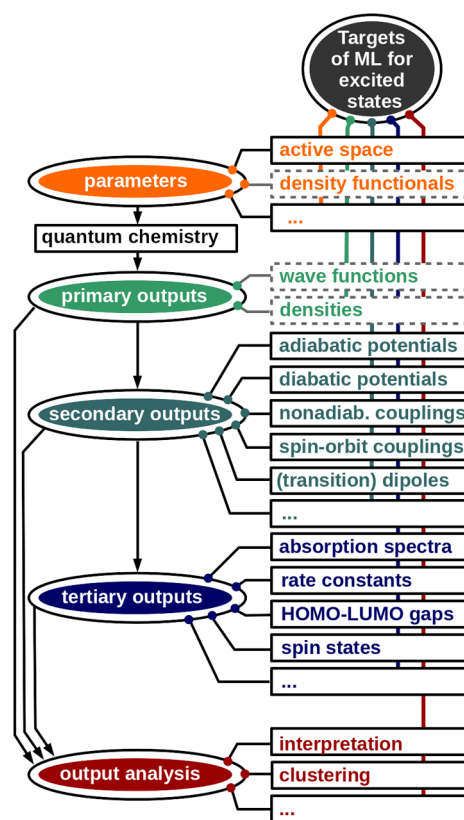 Targets
of ML for
excited
states
active space
parameters
density functionals
...
quantum chemistry
wave functions
primary outputs
densities
adiabatic potentials
diabatic potentials
secondary outputs
nonadiab. couplings
spin-orbit couplings
(transition) dipoles
...
absorption spectra
rate constants
tertiary outputs
HOMO-LUMO gaps
spin states
...
interpretation
output analysis
clustering
...